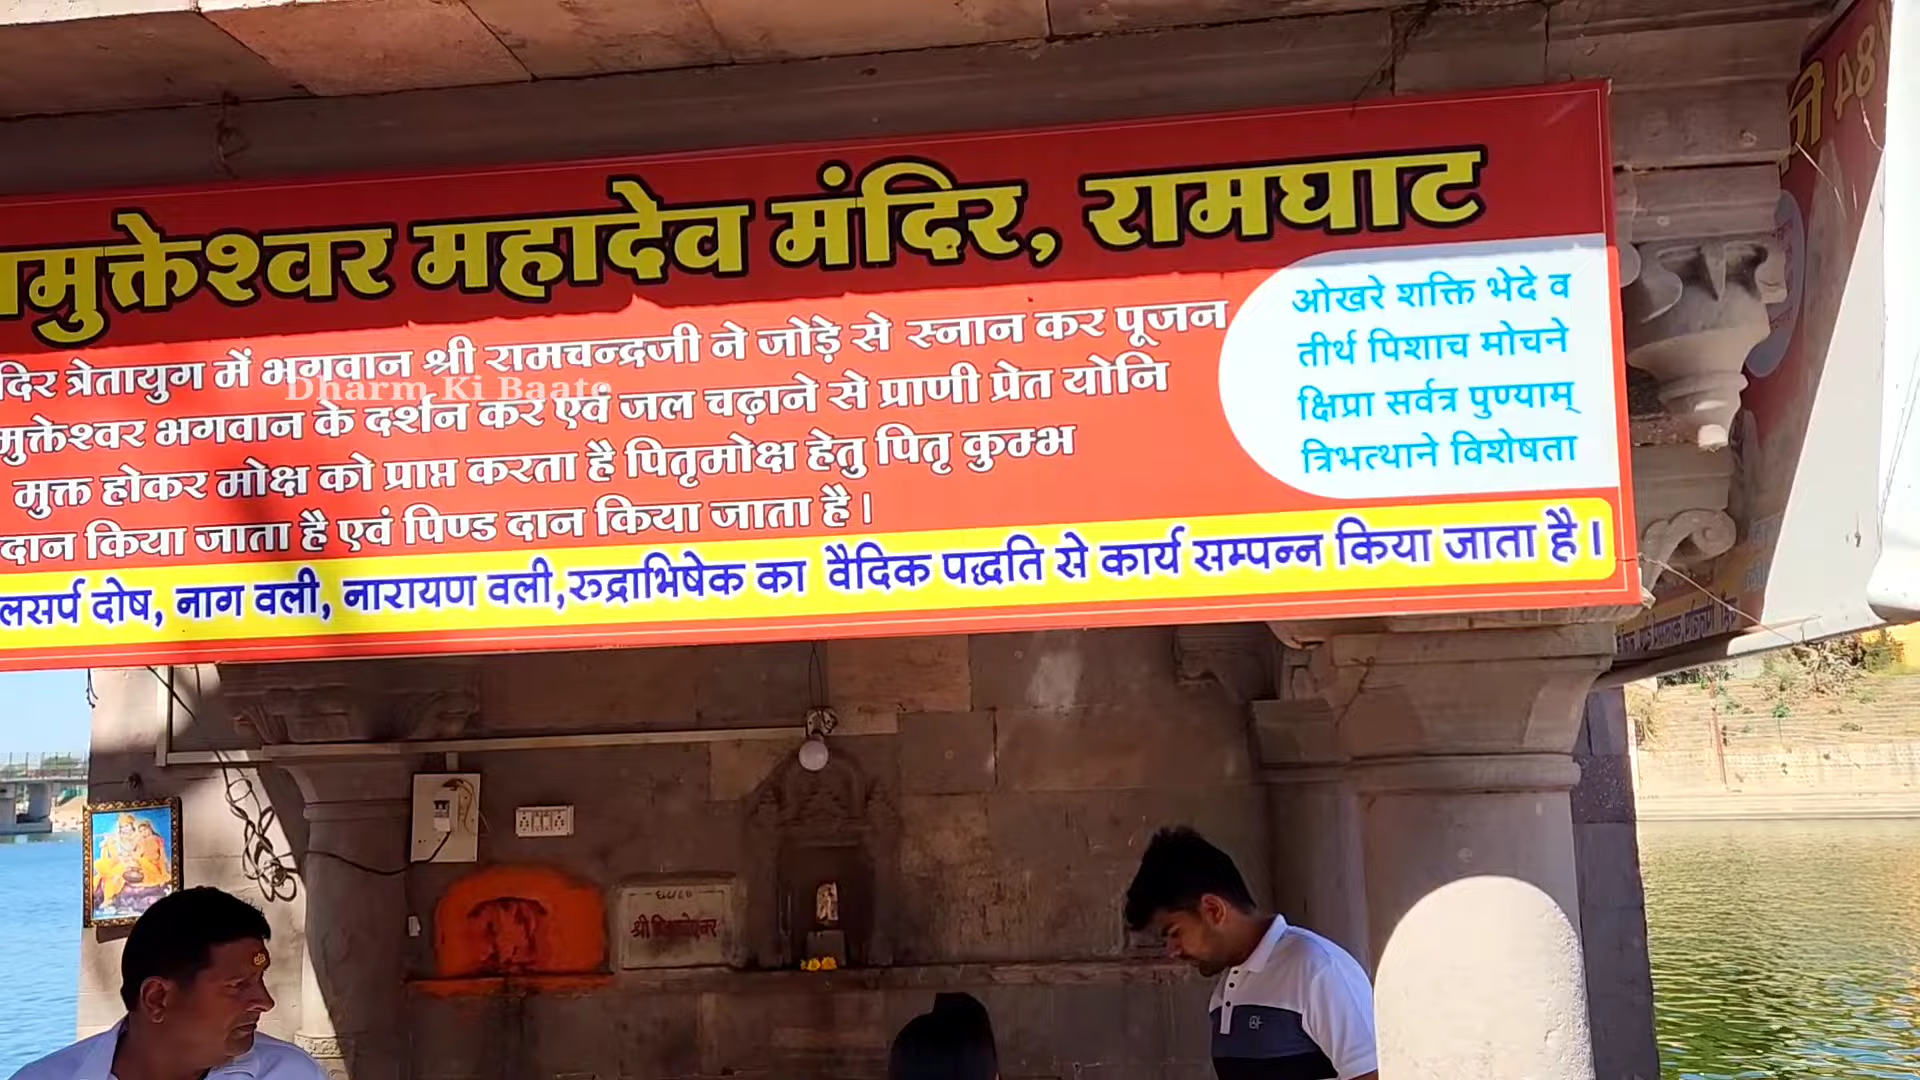 मुक्तेश्वर महादेव मंदिर, रामघाट
त्रेतायुग में भगवान श्री रामचन्द्रजी ने जोड़े से स्नान कर पूजन
मुक्तेश्वर भगवान के दर्शन कर एवं जल चढ़ाने से प्राणी प्रेत योनि
मुक्त होकर मोक्ष को प्राप्त करता है पितृमोक्ष हेतु पितृ कुम्भ
दान किया जाता है एवं पिण्ड दान किया जाता है।
ओखरे शक्ति भेदे व
तीर्थ पिशाच मोचने
क्षिप्रा सर्वत्र पुण्याम्
त्रिभत्थाने विशेषता
लसर्प दोष, नाग वली, नारायण वली,रुद्राभिषेक का वैदिक पद्धति से कार्य सम्पन्न किया जाता है।
Dharm Ki Baate
श्री